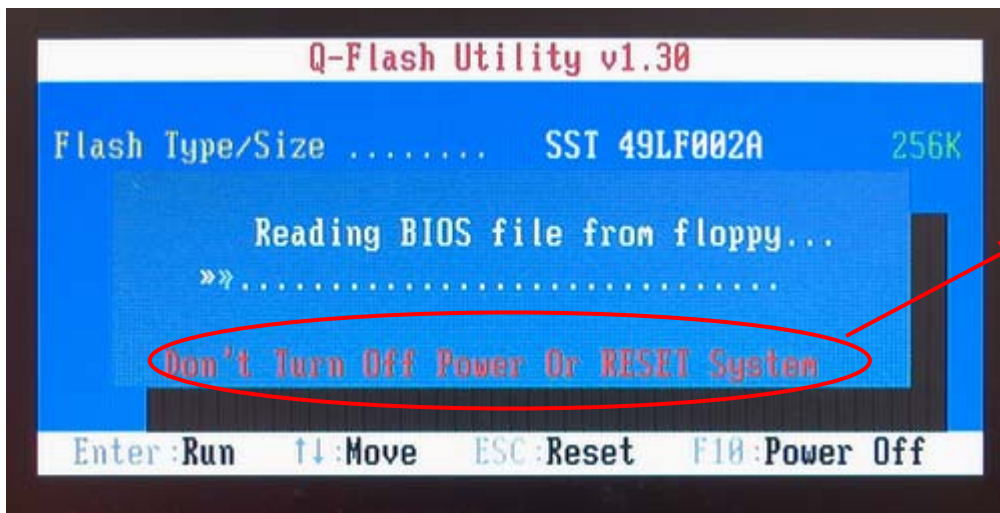 Q-Flash Utility v1.30
Flash Type/Size ........ SST 49LF002A 256K
Reading BIOS file from floppy...
»».................................
Don't Turn Off Power Or RESET System
Enter:Run ↑↓:Move ESC:Reset F10:Power Off